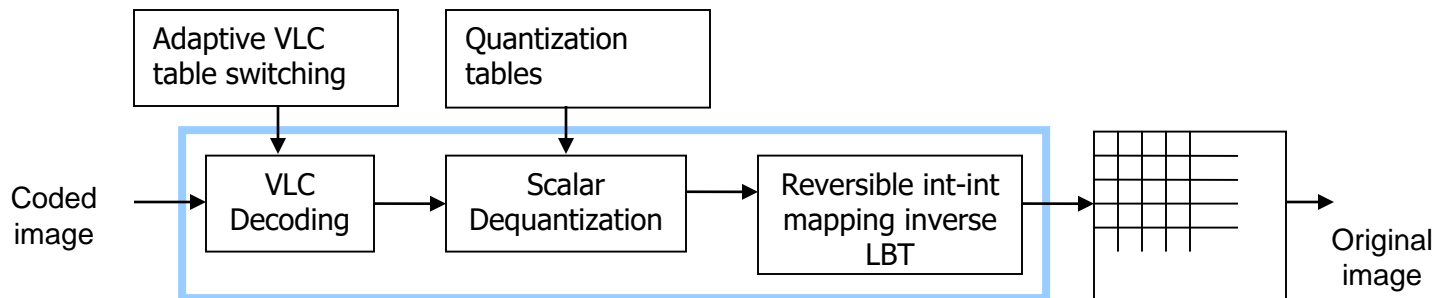 Adaptive VLC
table switching
Quantization
tables
Coded
image
VLC
Decoding
Scalar
Dequantization
Reversible int-int
mapping inverse
LBT
Original
image